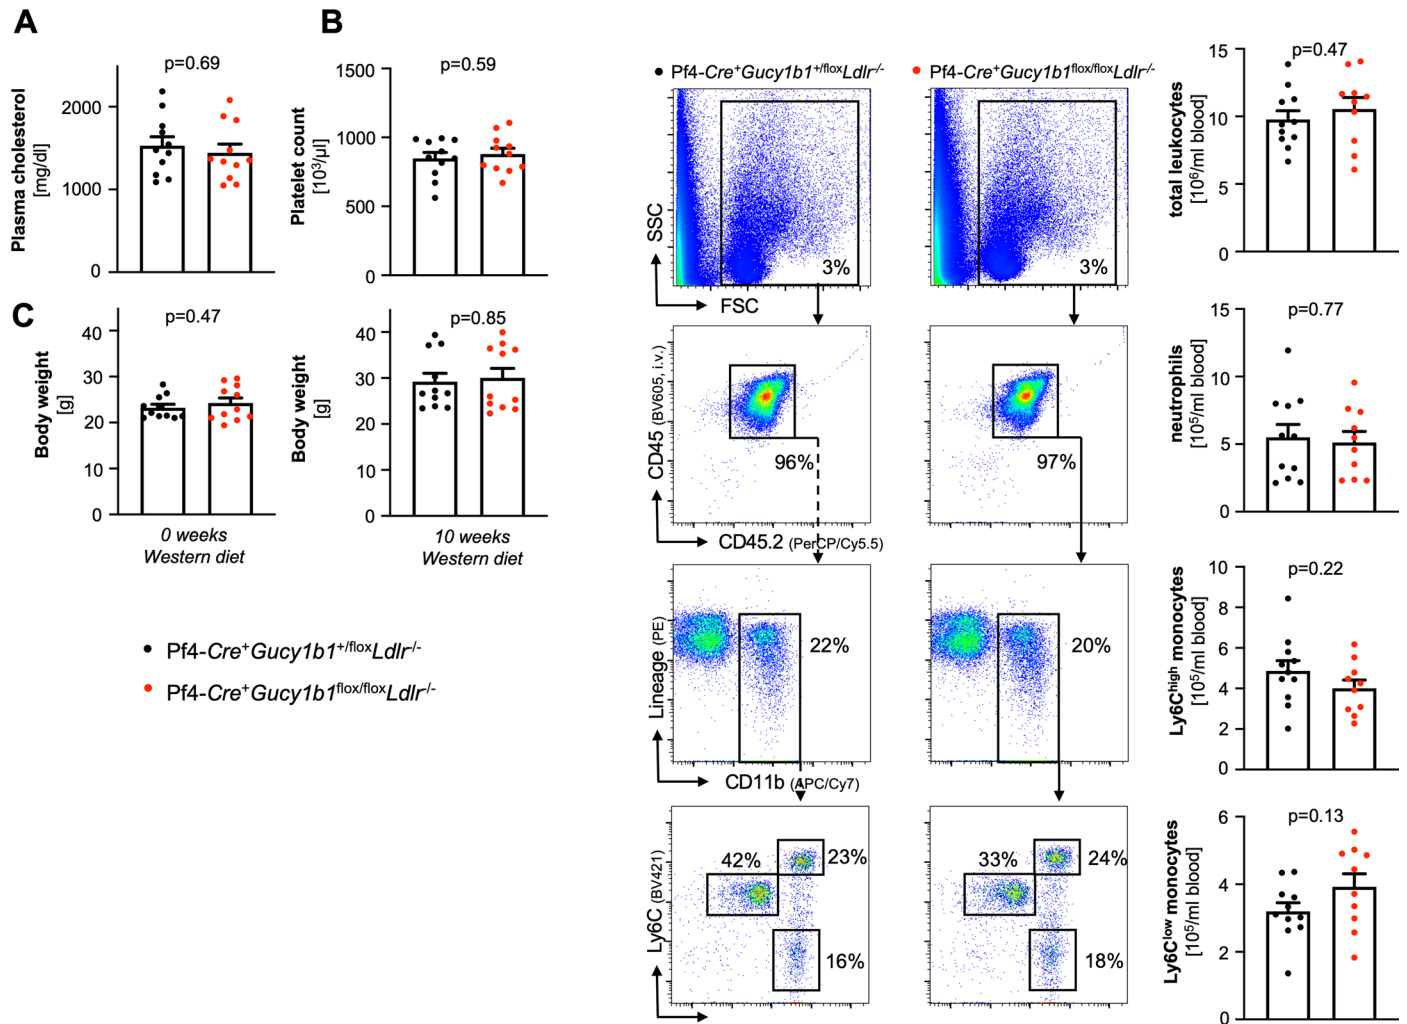 A
p=0.69
Plasma cholesterol
[mg/dl]
2000
1000
0
B
p=0.59
Platelet count
[10³/µl]
1500
1000
500
0
C
p=0.47
Body weight
[g]
40
30
20
10
0
0 weeks
Western diet
p=0.85
Body weight
[g]
40
30
20
10
0
10 weeks
Western diet
Pf4-Cre⁺Gucy1b1⁺/ᶠˡᵒˣLdlr⁻/⁻
Pf4-Cre⁺Gucy1b1ᶠˡᵒˣ/ᶠˡᵒˣLdlr⁻/⁻
Pf4-Cre⁺Gucy1b1⁺/ᶠˡᵒˣLdlr⁻/⁻
Pf4-Cre⁺Gucy1b1ᶠˡᵒˣ/ᶠˡᵒˣLdlr⁻/⁻
SSC
FSC
3%
3%
CD45 (BV605, i.v.)
CD45.2 (PerCP/Cy5.5)
96%
97%
Lineage (PE)
CD11b (APC/Cy7)
22%
20%
Ly6C (BV421)
42%
23%
16%
33%
24%
18%
p=0.47
total leukocytes
[10⁶/ml blood]
15
10
5
0
p=0.77
neutrophils
[10⁵/ml blood]
15
10
5
0
p=0.22
Ly6Cʰⁱᵍʰ monocytes
[10⁵/ml blood]
10
8
6
4
2
0
p=0.13
Ly6Cˡᵒʷ monocytes
[10⁵/ml blood]
6
4
2
0